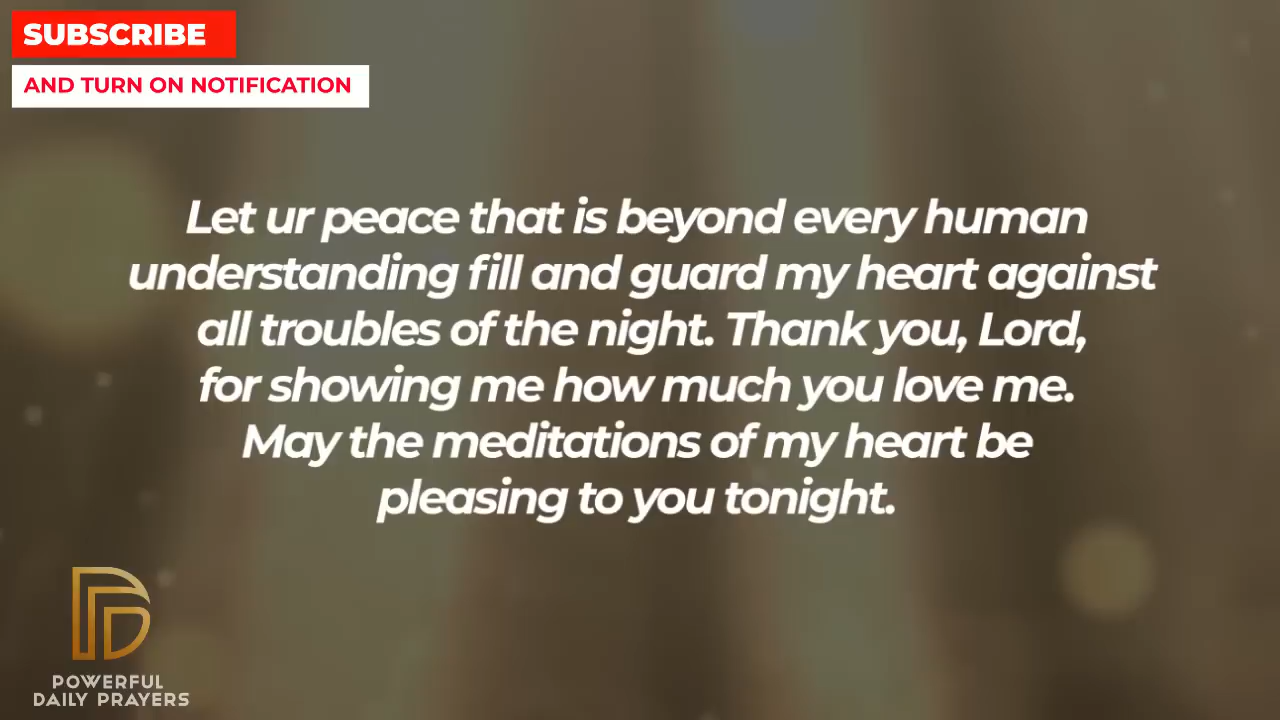 SUBSCRIBE
AND TURN ON NOTIFICATION
Let ur peace that is beyond every human
understanding fill and guard my heart against
all troubles of the night. Thank you, Lord,
for showing me how much you love me.
May the meditations of my heart be
pleasing to you tonight.
POWERFUL
DAILY PRAYERS